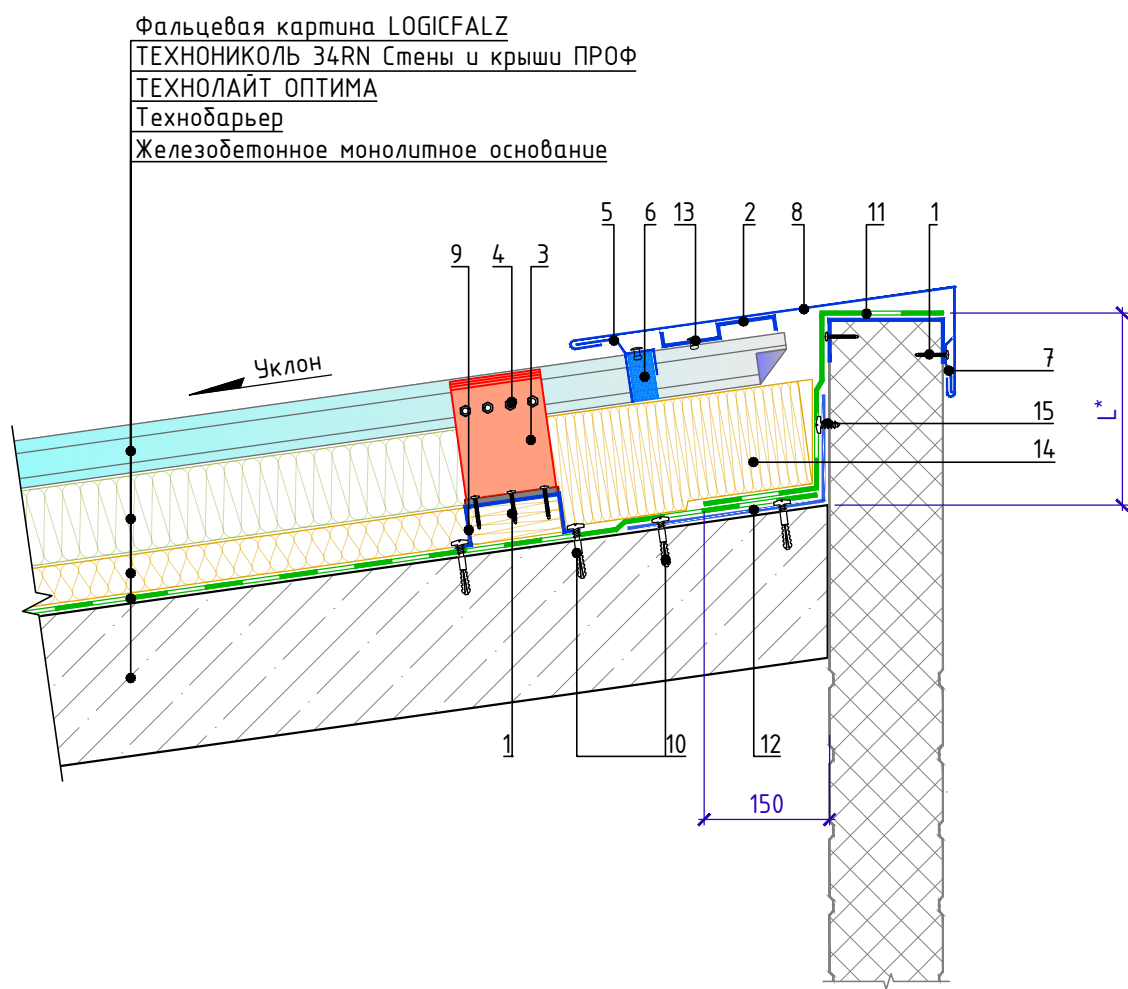 Фальцевая картина LOGICFALZ
ТЕХНОНИКОЛЬ 34RN Стены и крыши ПРОФ
ТЕХНОЛАЙТ ОПТИМА
Технобарьер
Железобетонное монолитное основание
5 6 13 2 8 11 1
9 4 3
Уклон
7
L*
15
14
1 10 12
150